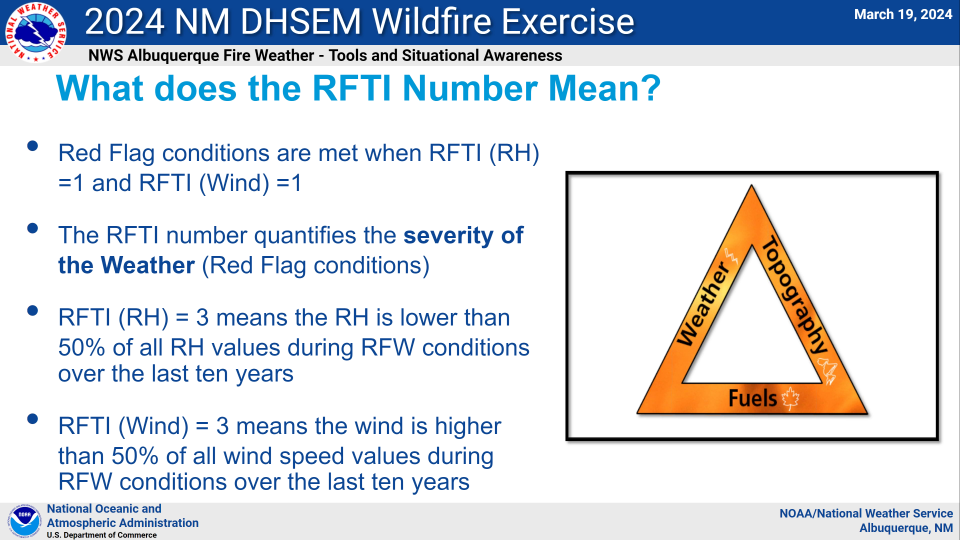 2024 NM DHSEM Wildfire Exercise
March 19, 2024
NATIONAL WEATHER SERVICE
NWS Albuquerque Fire Weather - Tools and Situational Awareness
What does the RFTI Number Mean?
• Red Flag conditions are met when RFTI (RH)
=1 and RFTI (Wind) =1
• The RFTI number quantifies the severity of
the Weather (Red Flag conditions)
• RFTI (RH) = 3 means the RH is lower than
50% of all RH values during RFW conditions
over the last ten years
• RFTI (Wind) = 3 means the wind is higher
than 50% of all wind speed values during
RFW conditions over the last ten years
Weather
Topography
Fuels
NOAA
National Oceanic and
Atmospheric Administration
U.S. Department of Commerce
NOAA/National Weather Service
Albuquerque, NM